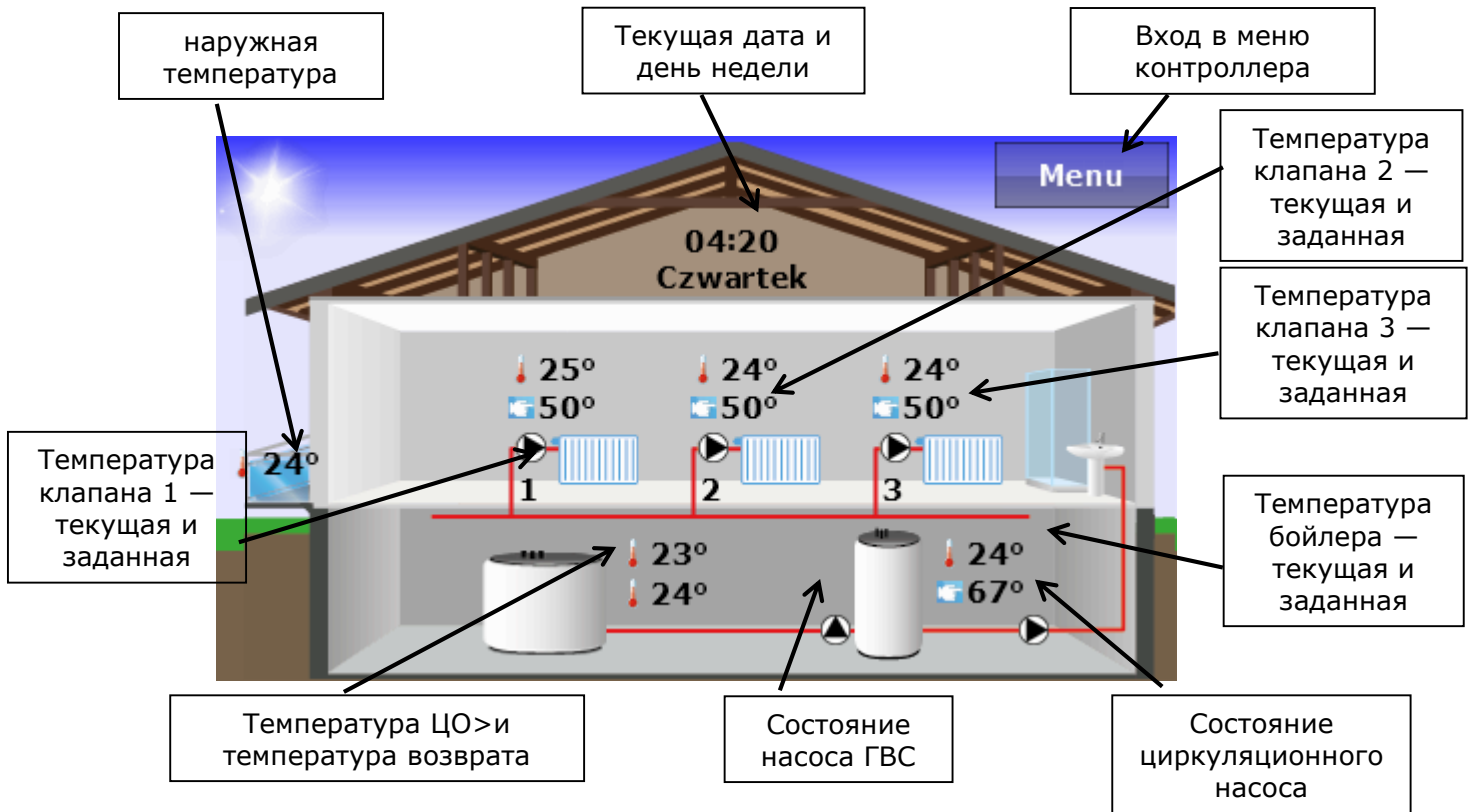 наружная
температура
Текущая дата и
день недели
Вход в меню
контроллера
Температура
клапана 2 —
текущая и
заданная
Menu
04:20
Czwartek
Температура
клапана 3 —
текущая и
заданная
25° 24° 24°
50° 50° 50°
Температура
клапана 1 —
текущая и
заданная
24°
1 2 3
Температура
бойлера —
текущая и
заданная
23° 24°
24° 67°
Температура ЦО>и
температура возврата
Состояние
насоса ГВС
Состояние
циркуляционного
насоса